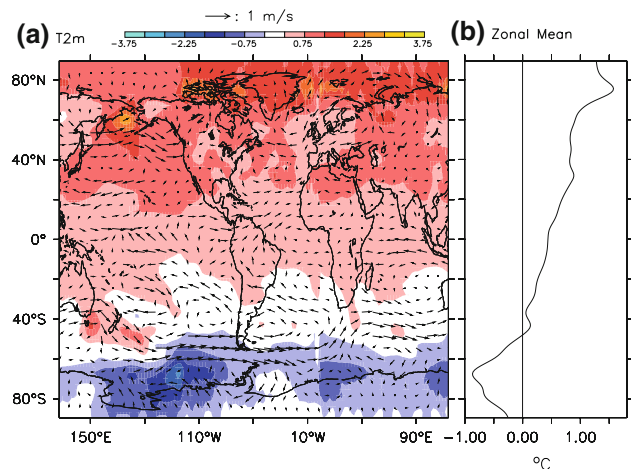 : 1 m/s
(a) T2m
-3.75 -2.25 -0.75 0.75 2.25 3.75
(b) Zonal Mean
80°N
40°N
0°
40°S
80°S
150°E 110°W 10°W 90°E
-1.00 0.00 1.00
°C